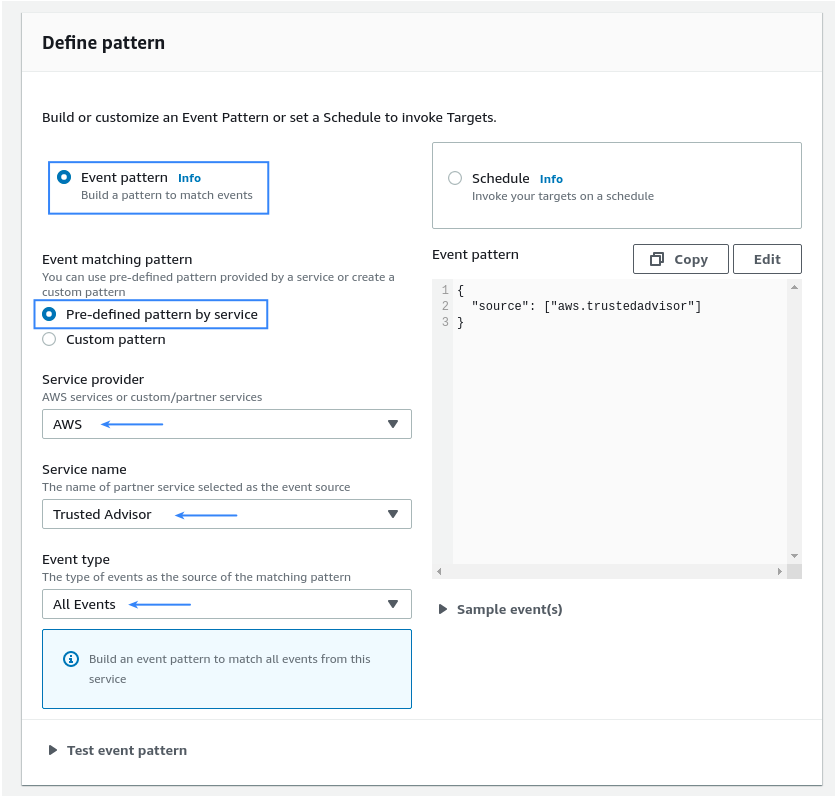 Define pattern
Build or customize an Event Pattern or set a Schedule to invoke Targets.
Event pattern Info
Build a pattern to match events
Schedule Info
Invoke your targets on a schedule
Event matching pattern
You can use pre-defined pattern provided by a service or create a
custom pattern
Pre-defined pattern by service
Custom pattern
Service provider
AWS services or custom/partner services
AWS
Service name
The name of partner service selected as the event source
Trusted Advisor
Event type
The type of events as the source of the matching pattern
All Events
Build an event pattern to match all events from this
service
Event pattern
Copy
Edit
1 {
2   "source": ["aws.trustedadvisor"]
3 }
Sample event(s)
Test event pattern